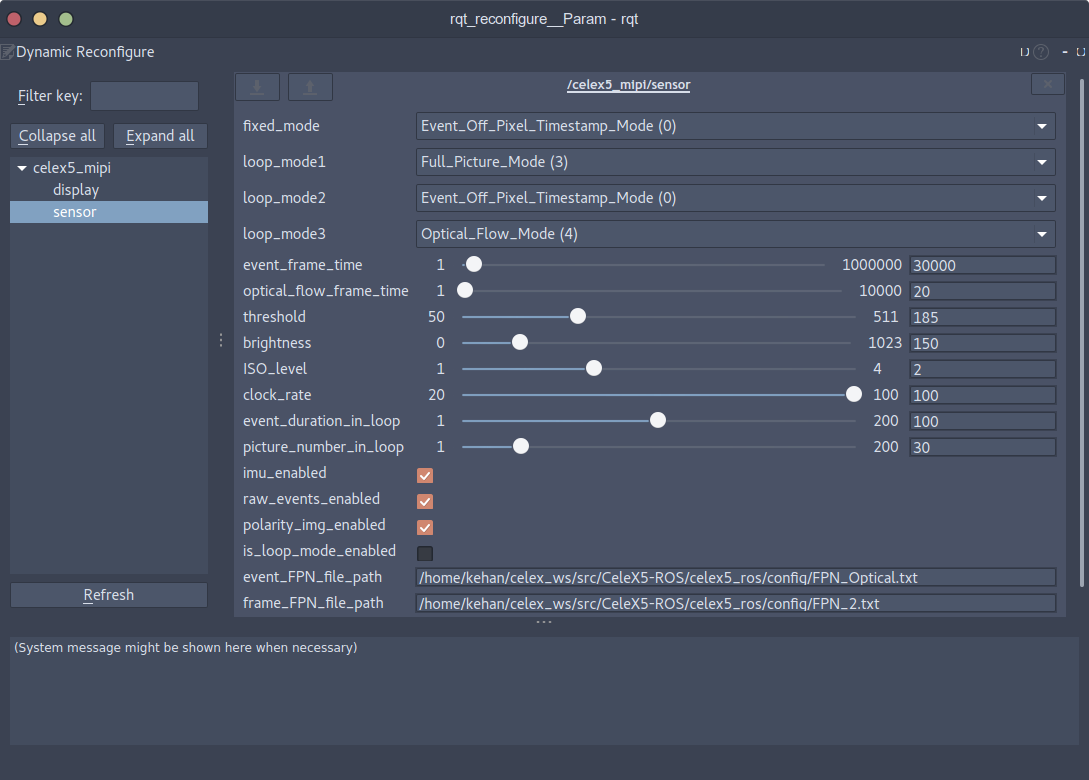 rqt_reconfigure__Param - rqt
Dynamic Reconfigure
Filter key:
Collapse all Expand all
celex5_mipi
display
sensor
Refresh
/celex5_mipi/sensor
fixed_mode Event_Off_Pixel_Timestamp_Mode (0)
loop_mode1 Full_Picture_Mode (3)
loop_mode2 Event_Off_Pixel_Timestamp_Mode (0)
loop_mode3 Optical_Flow_Mode (4)
event_frame_time 1 1000000 30000
optical_flow_frame_time 1 10000 20
threshold 50 511 185
brightness 0 1023 150
ISO_level 1 4 2
clock_rate 20 100 100
event_duration_in_loop 1 200 100
picture_number_in_loop 1 200 30
imu_enabled
raw_events_enabled
polarity_img_enabled
is_loop_mode_enabled
event_FPN_file_path /home/kehan/celex_ws/src/CeleX5-ROS/celex5_ros/config/FPN_Optical.txt
frame_FPN_file_path /home/kehan/celex_ws/src/CeleX5-ROS/celex5_ros/config/FPN_2.txt
(System message might be shown here when necessary)